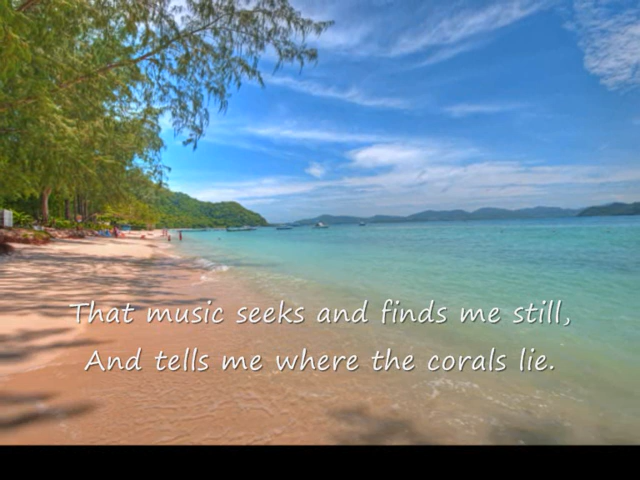 That music seeks and finds me still,
And tells me where the corals lie.